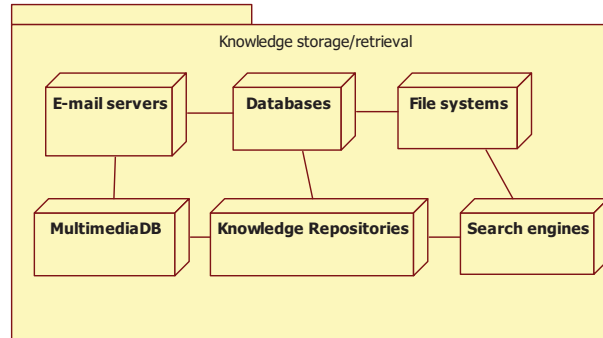 Knowledge storage/retrieval
E-mail servers
Databases
File systems
MultimediaDB
Knowledge Repositories
Search engines